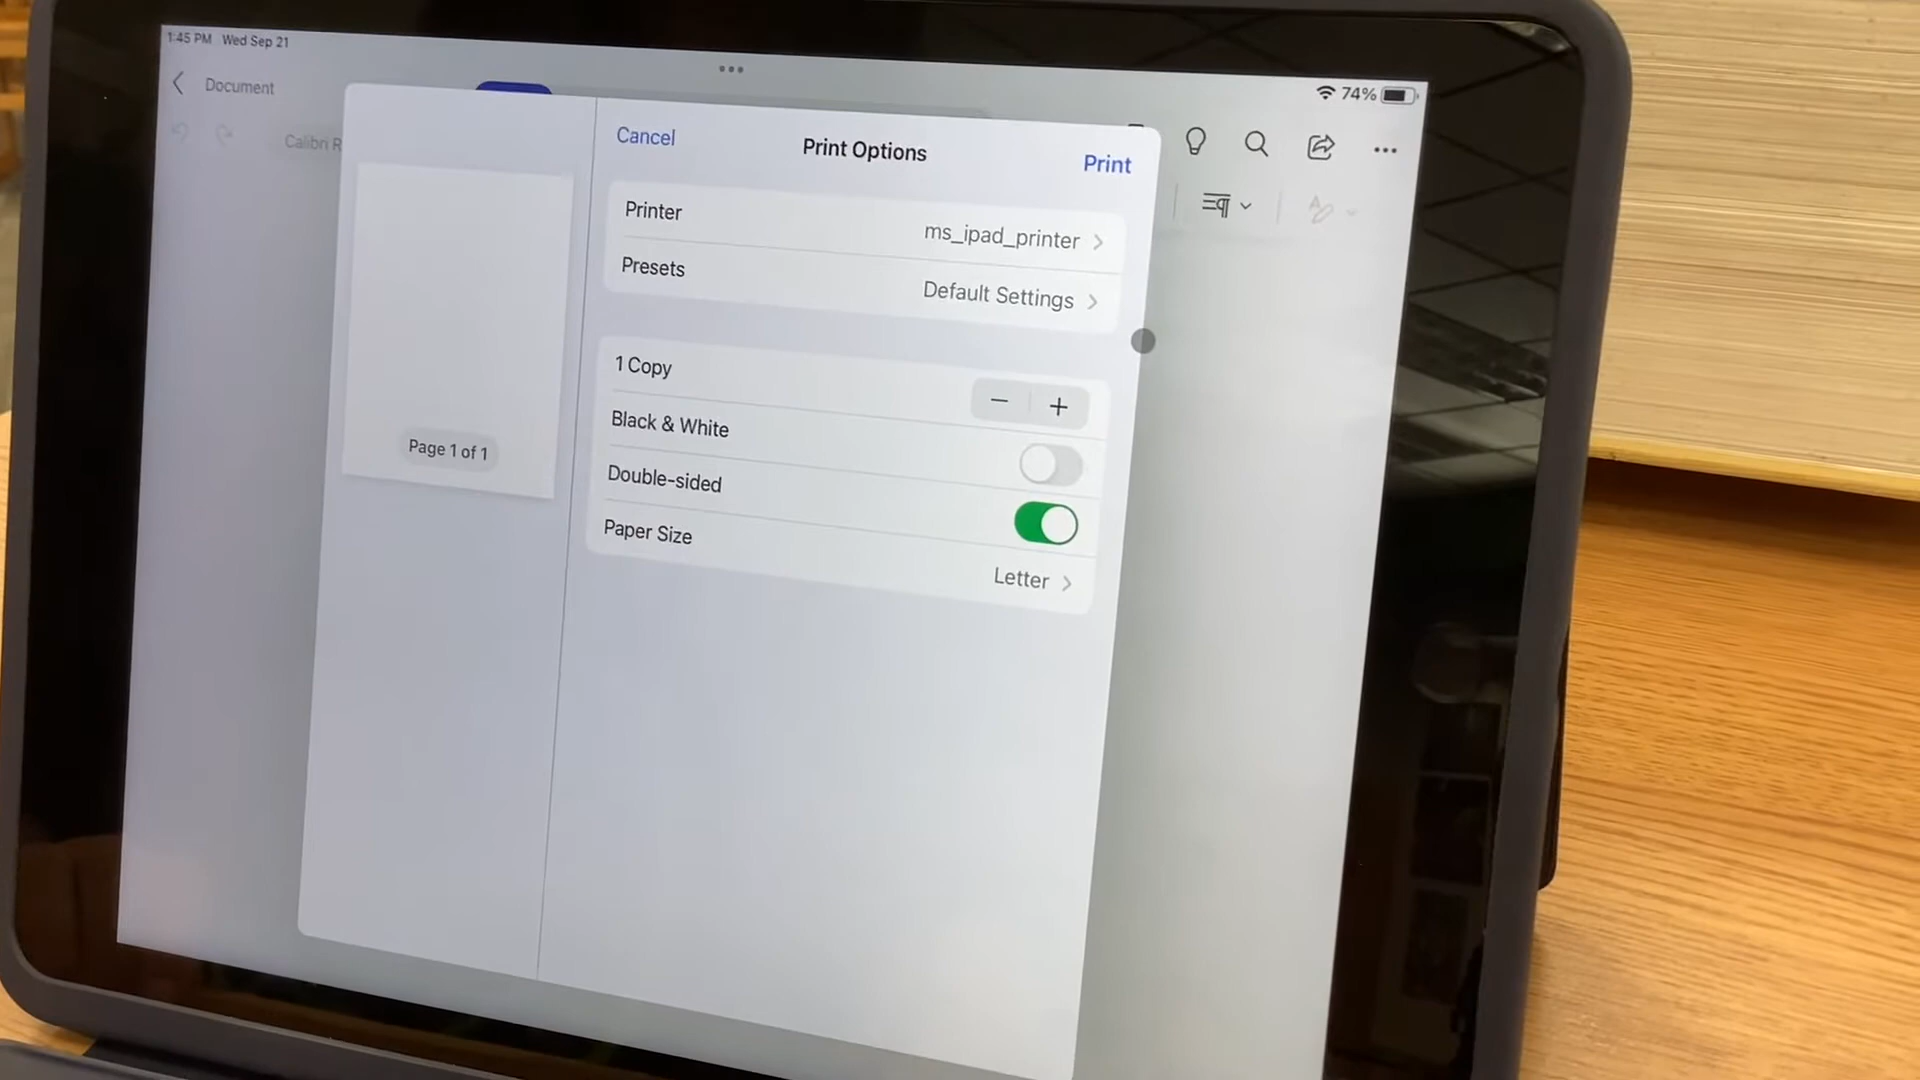 1:45 PM Wed Sep 21
74%
Document
Calibri R
Cancel
Print Options
Print
Printer
ms_ipad_printer
Presets
Default Settings
1 Copy
Black & White
Double-sided
Paper Size
Letter
Page 1 of 1